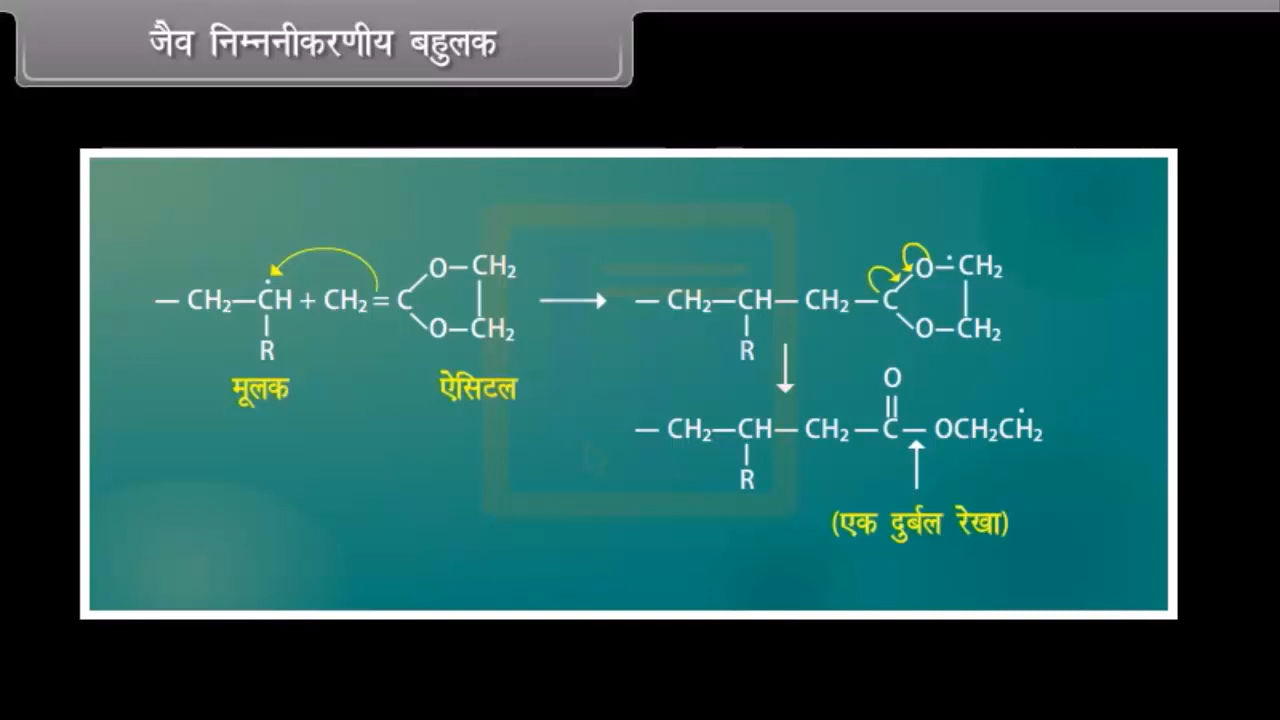 जैव निम्ननीकरणीय बहुलक
— CH₂—ĊH + CH₂=C
O—CH₂
O—CH₂
R
मूलक
ऐसिटल
— CH₂—CH—CH₂—C
O·—CH₂
O—CH₂
R
O
— CH₂—CH—CH₂—C— OCH₂ĊH₂
R
(एक दुर्बल रेखा)